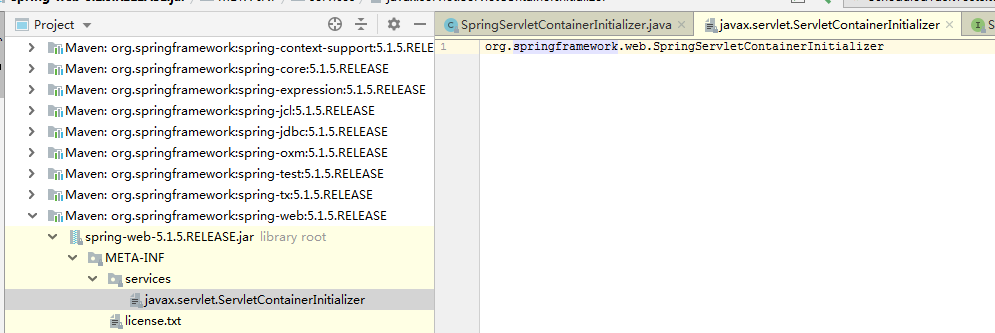 Project
SpringServletContainerInitializer.java
javax.servlet.ServletContainerInitializer
Maven: org.springframework:spring-context-support:5.1.5.RELE
Maven: org.springframework:spring-core:5.1.5.RELEASE
Maven: org.springframework:spring-expression:5.1.5.RELEASE
Maven: org.springframework:spring-jcl:5.1.5.RELEASE
Maven: org.springframework:spring-jdbc:5.1.5.RELEASE
Maven: org.springframework:spring-oxm:5.1.5.RELEASE
Maven: org.springframework:spring-test:5.1.5.RELEASE
Maven: org.springframework:spring-tx:5.1.5.RELEASE
Maven: org.springframework:spring-web:5.1.5.RELEASE
spring-web-5.1.5.RELEASE.jar library root
META-INF
services
javax.servlet.ServletContainerInitializer
license.txt
1 org.springframework.web.SpringServletContainerInitializer